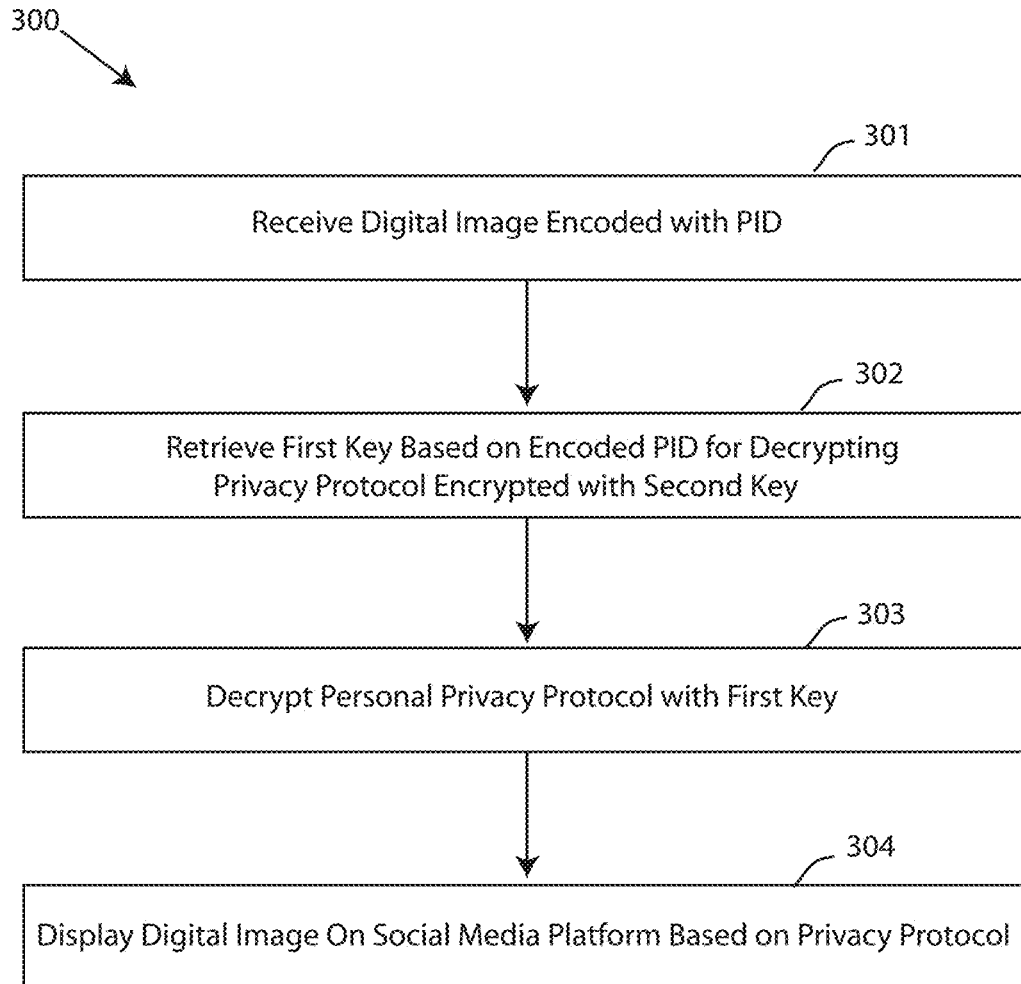 300
301
Receive Digital Image Encoded with PID
302
Retrieve First Key Based on Encoded PID for Decrypting
Privacy Protocol Encrypted with Second Key
303
Decrypt Personal Privacy Protocol with First Key
304
Display Digital Image On Social Media Platform Based on Privacy Protocol